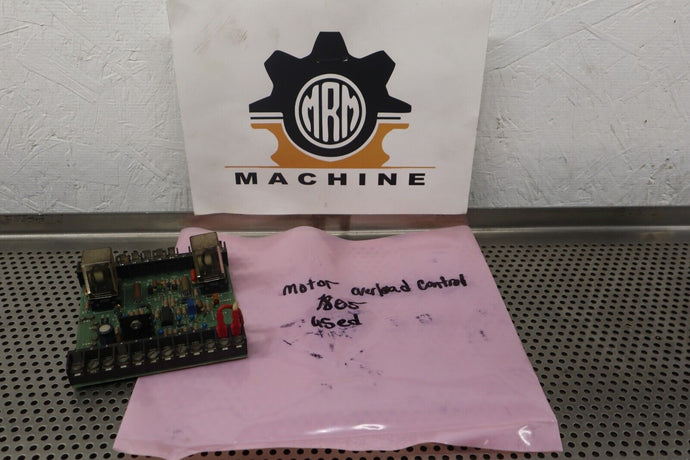 MRM
MACHINE
motor overload control
1805
used